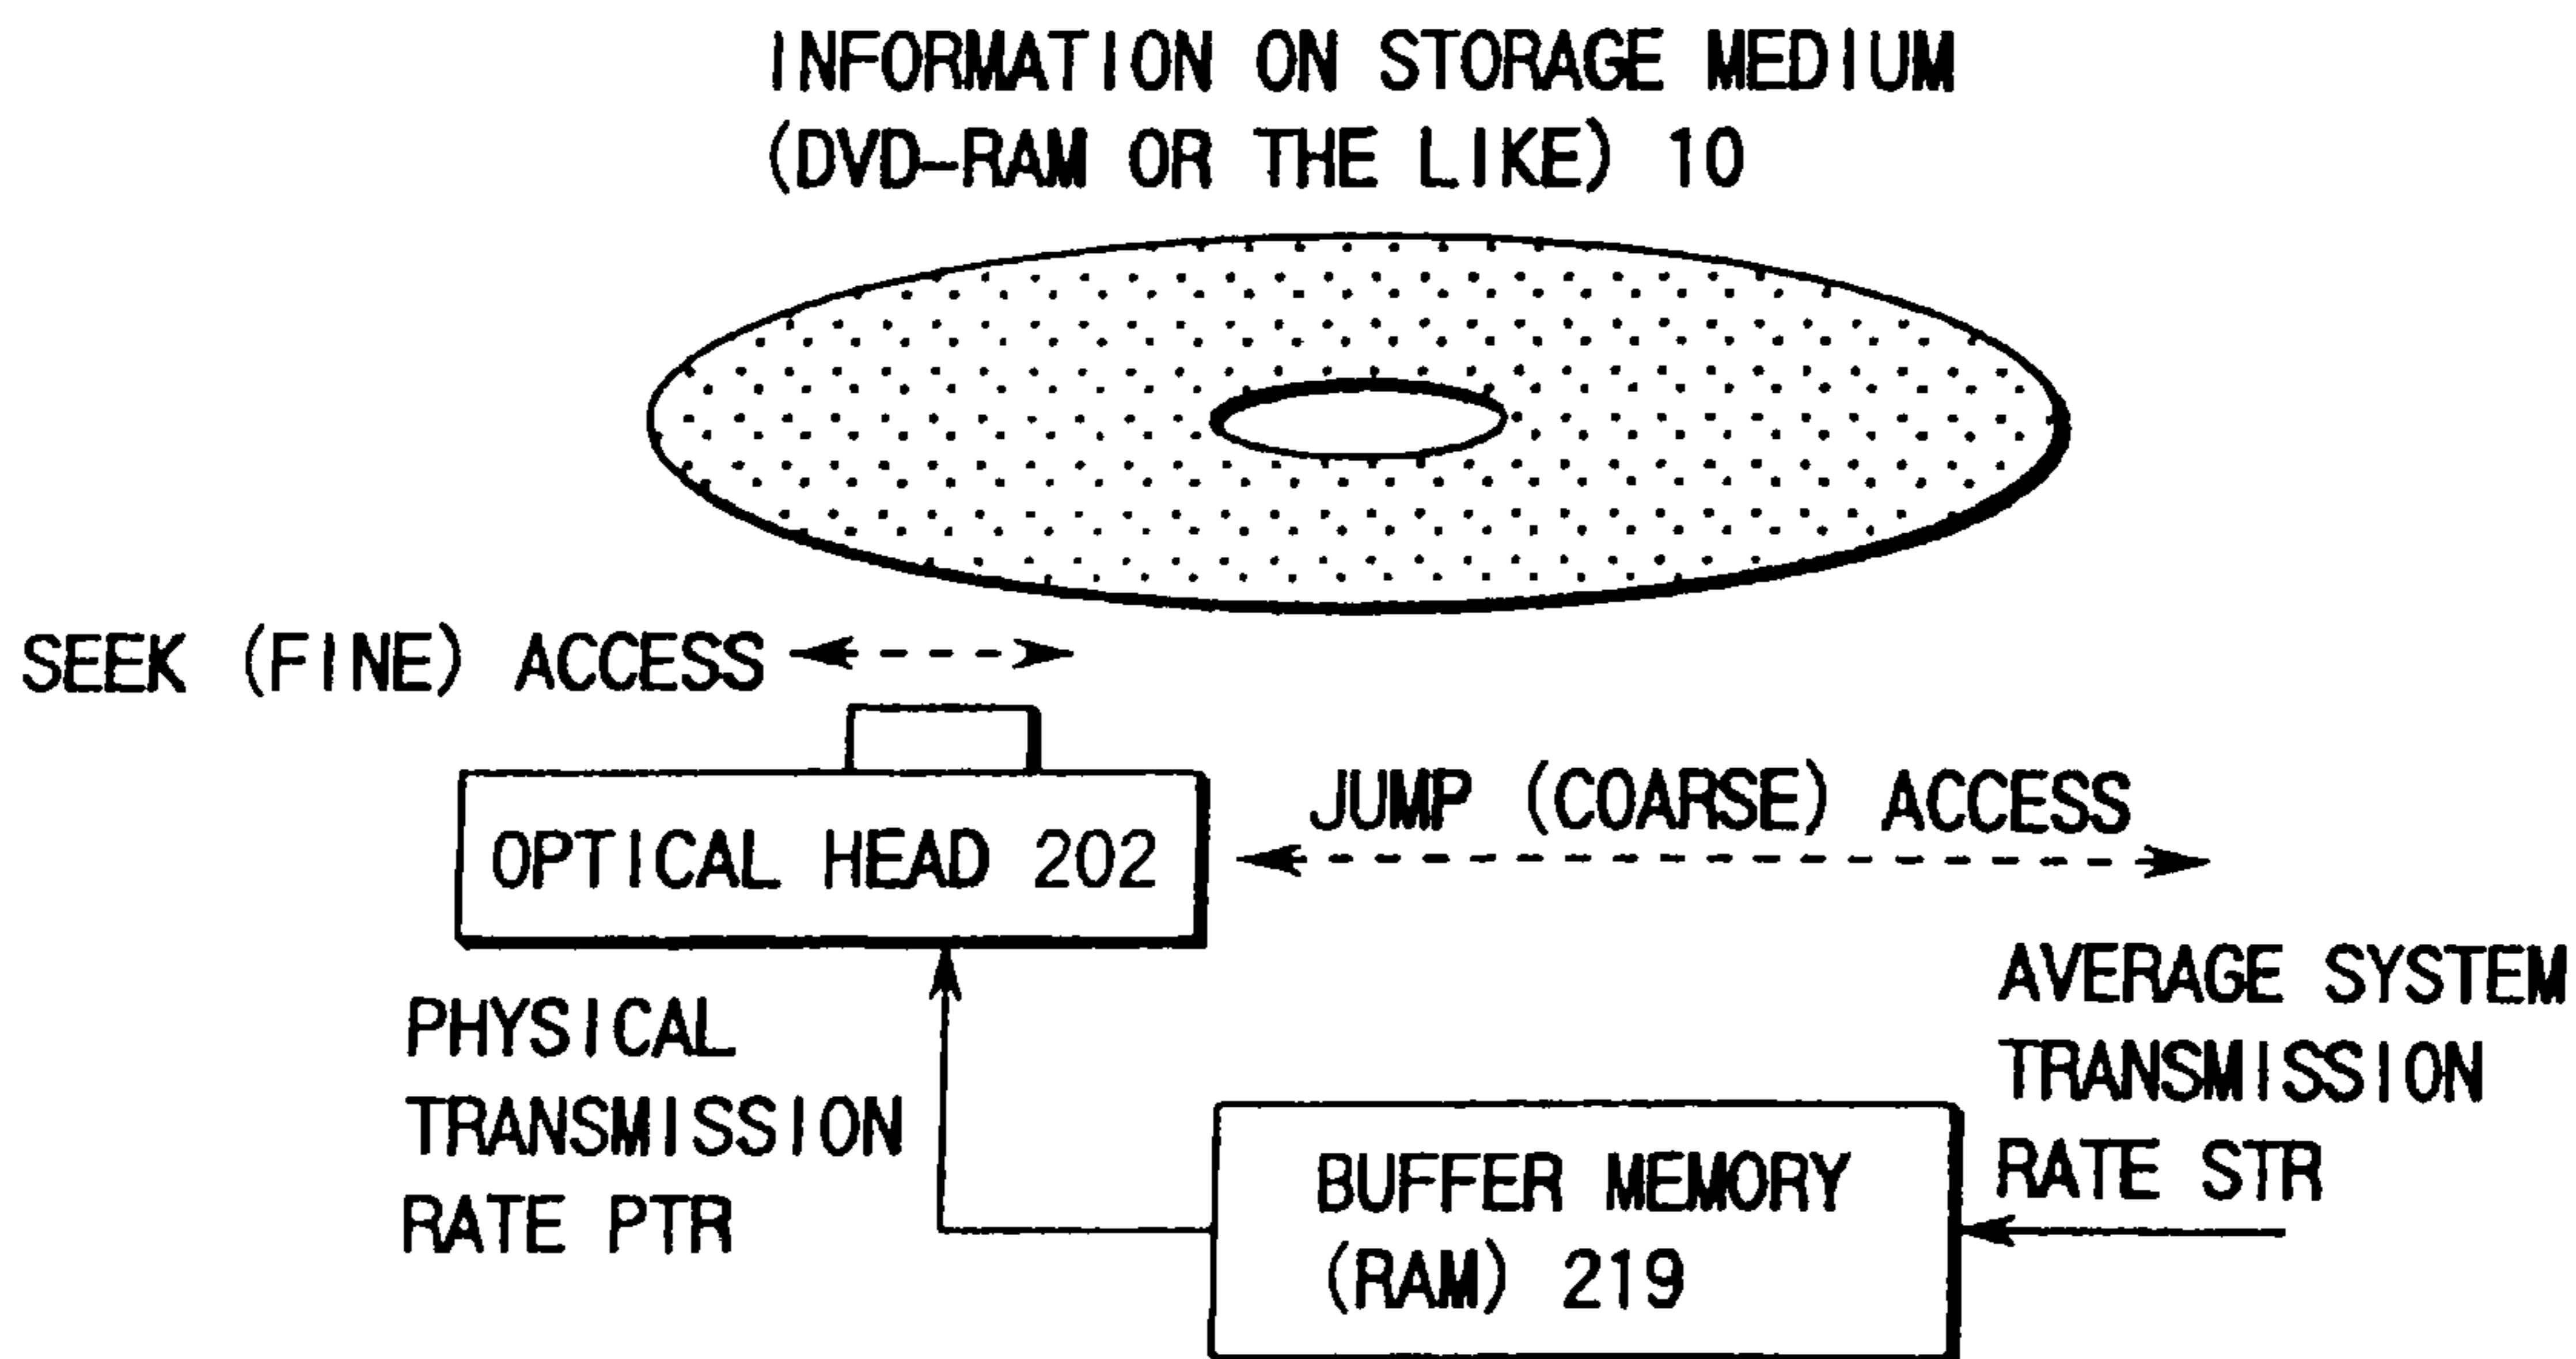 INFORMATION ON STORAGE MEDIUM
(DVD-RAM OR THE LIKE) 10
SEEK (FINE) ACCESS
JUMP (COARSE) ACCESS
OPTICAL HEAD 202
PHYSICAL
TRANSMISSION
RATE PTR
AVERAGE SYSTEM
TRANSMISSION
RATE STR
BUFFER MEMORY
(RAM) 219